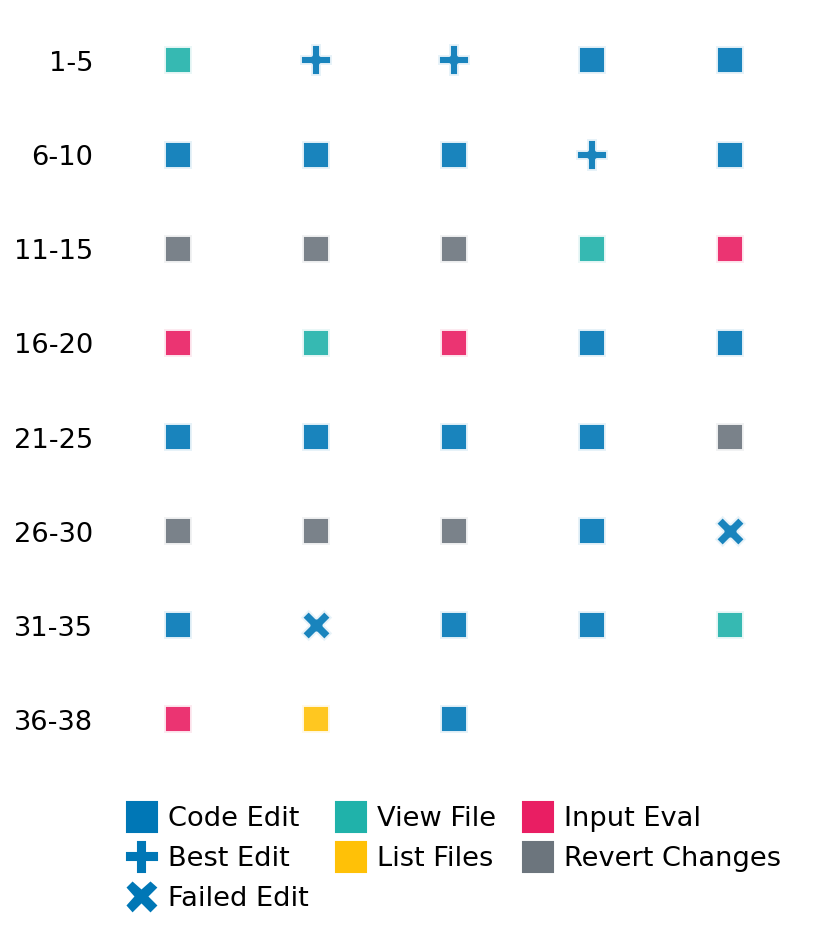 1-5
6-10
11-15
16-20
21-25
26-30
31-35
36-38
Code Edit View File Input Eval
Best Edit List Files Revert Changes
Failed Edit